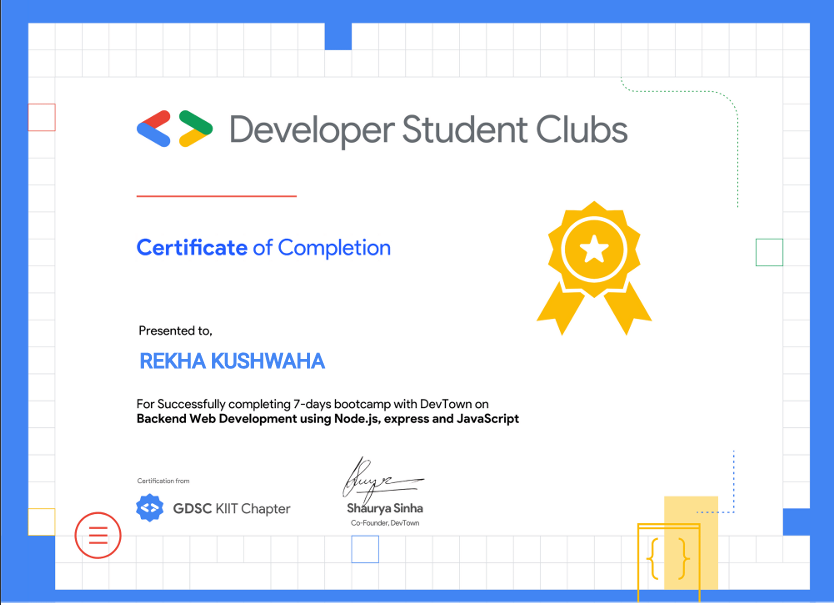 Developer Student Clubs
Certificate of Completion
Presented to,
REKHA KUSHWAHA
For Successfully completing 7-days bootcamp with DevTown on
Backend Web Development using Node.js, express and JavaScript
Certification from
GDSC KIIT Chapter
Shaurya Sinha
Co-Founder, DevTown